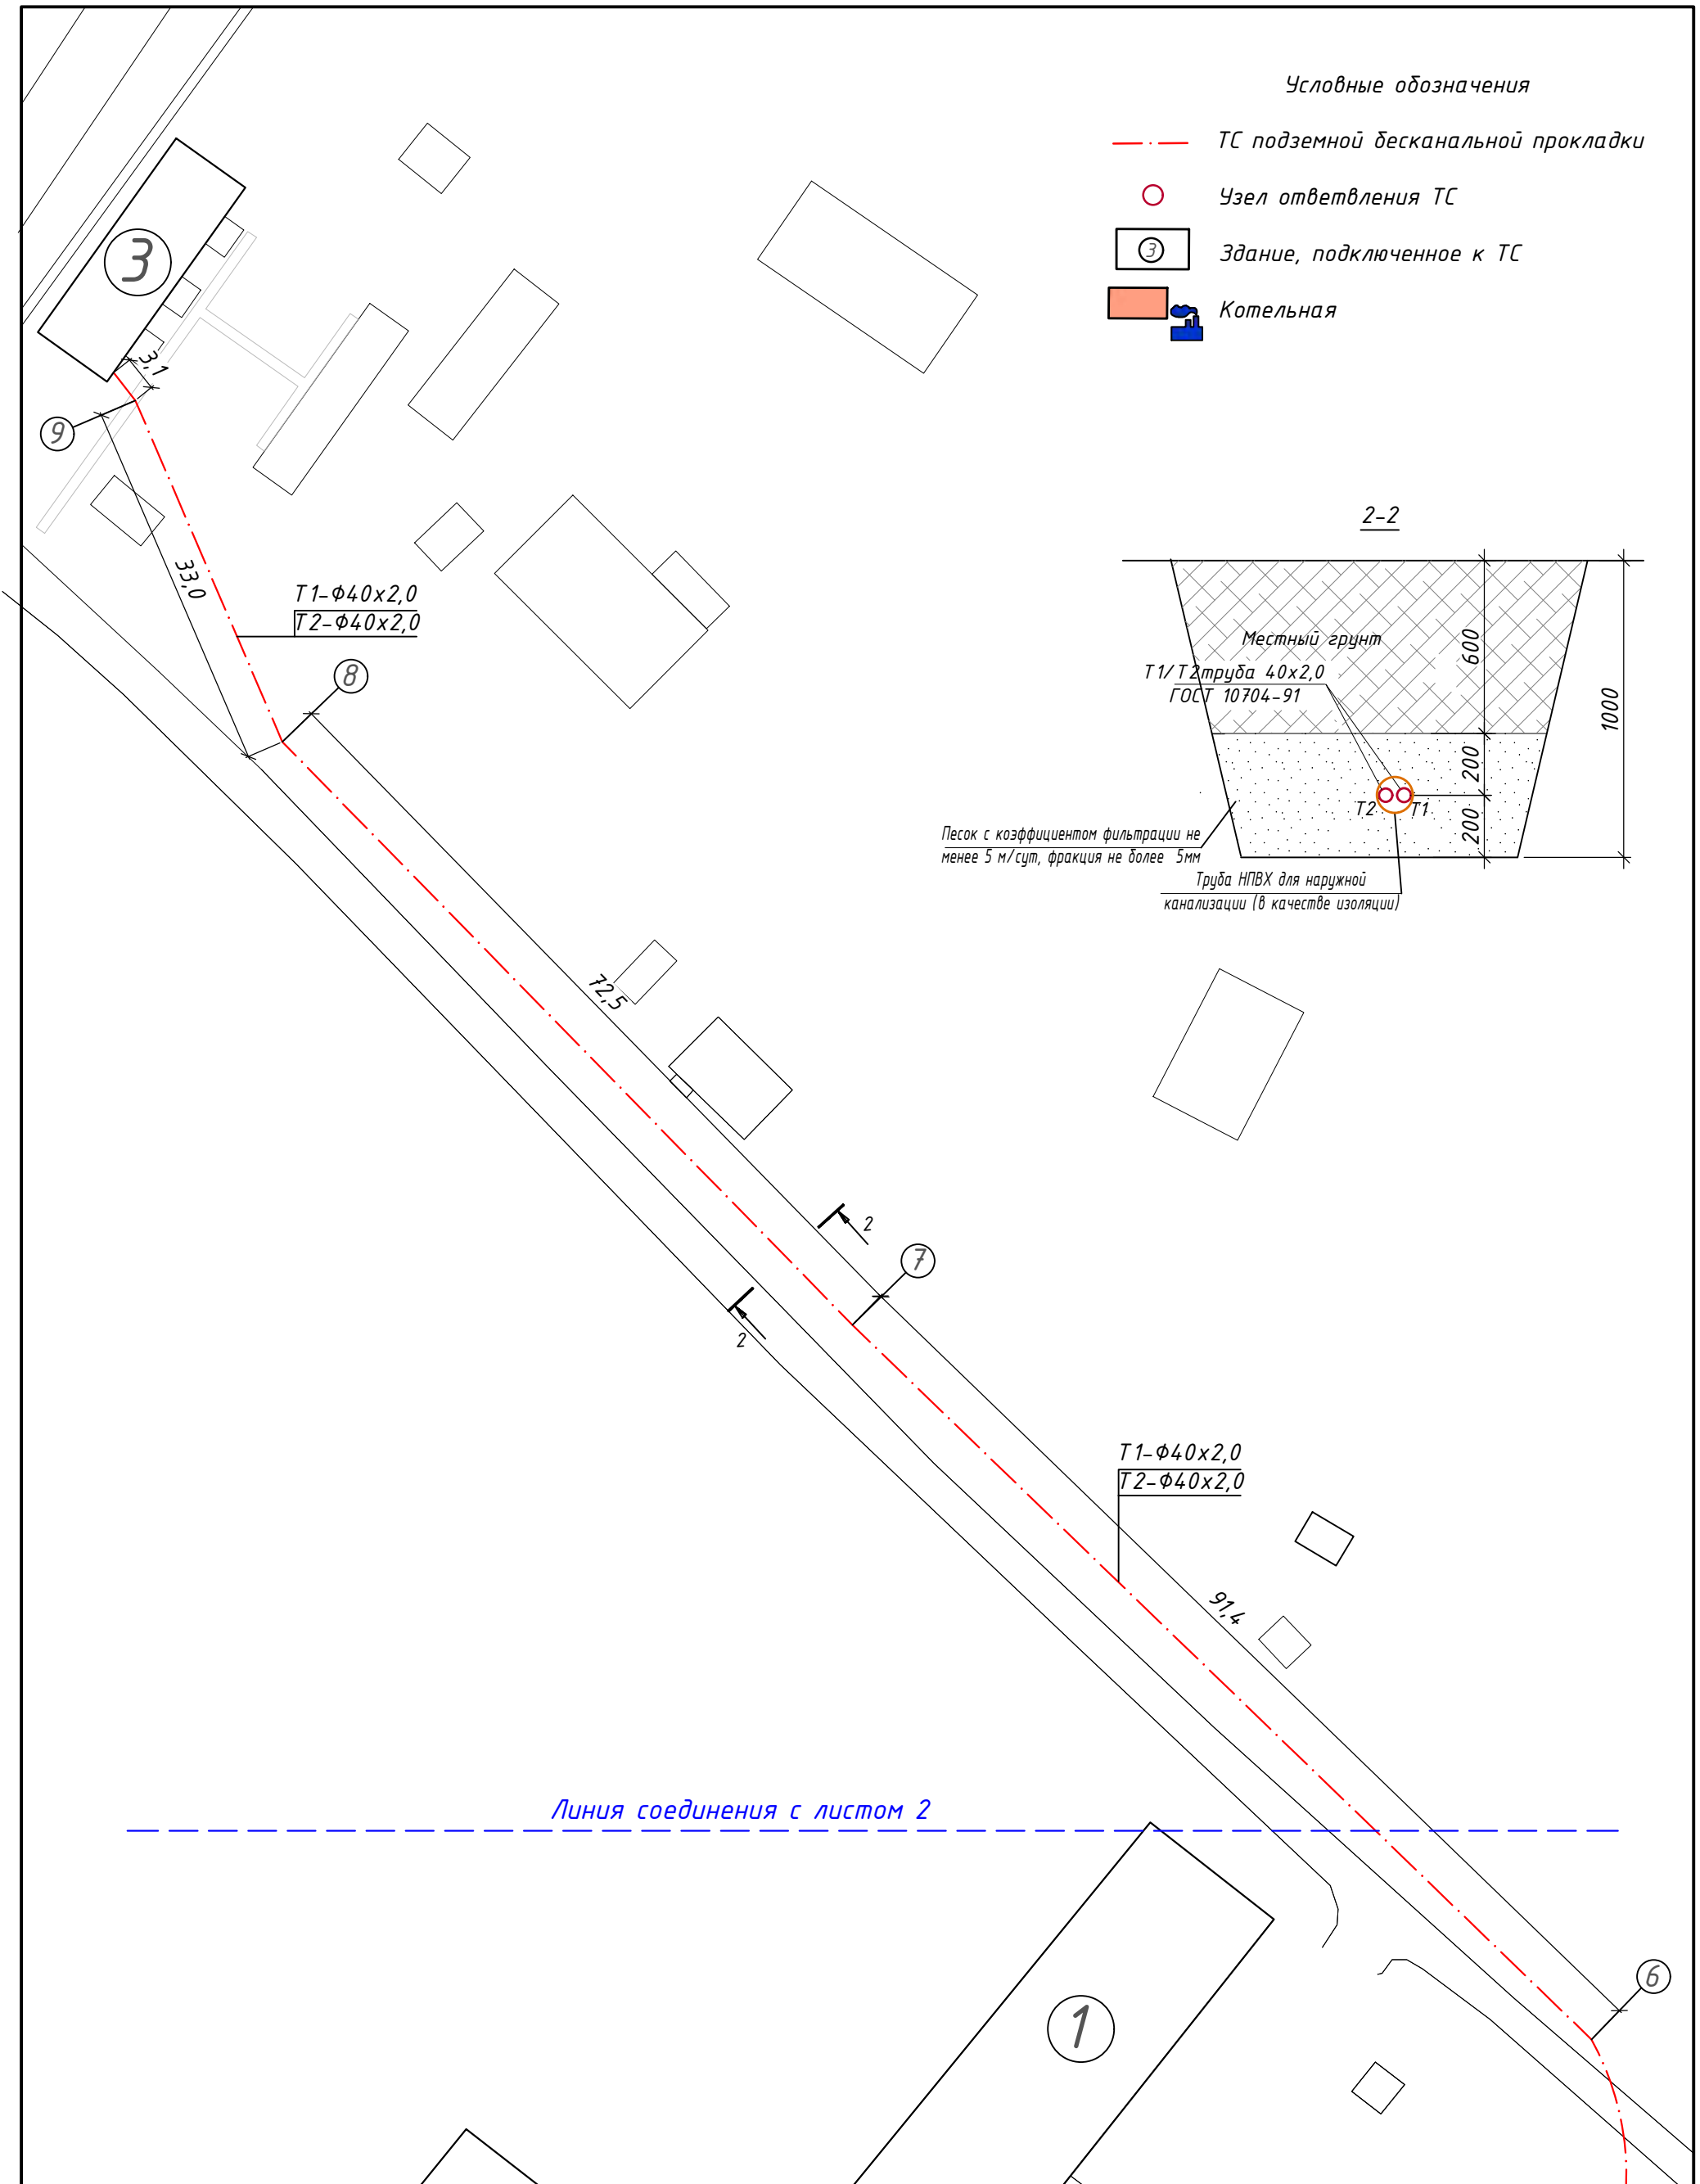 Условные обозначения
ТС подземной бесканальной прокладки
Узел ответвления ТС
3
Здание, подключенное к ТС
Котельная
3
3,1
9
33,0
Т1-Ф40х2,0
Т2-Ф40х2,0
8
2-2
Местный грунт
Т1/Т2труба 40х2,0
ГОСТ 10704-91
600
1000
200
Т2
Т1
200
Песок с коэффициентом фильтрации не
менее 5 м/сут, фракция не более 5мм
Труба НПВХ для наружной
канализации (в качестве изоляции)
72,5
2
7
2
Т1-Ф40х2,0
Т2-Ф40х2,0
91,4
Линия соединения с листом 2
6
1